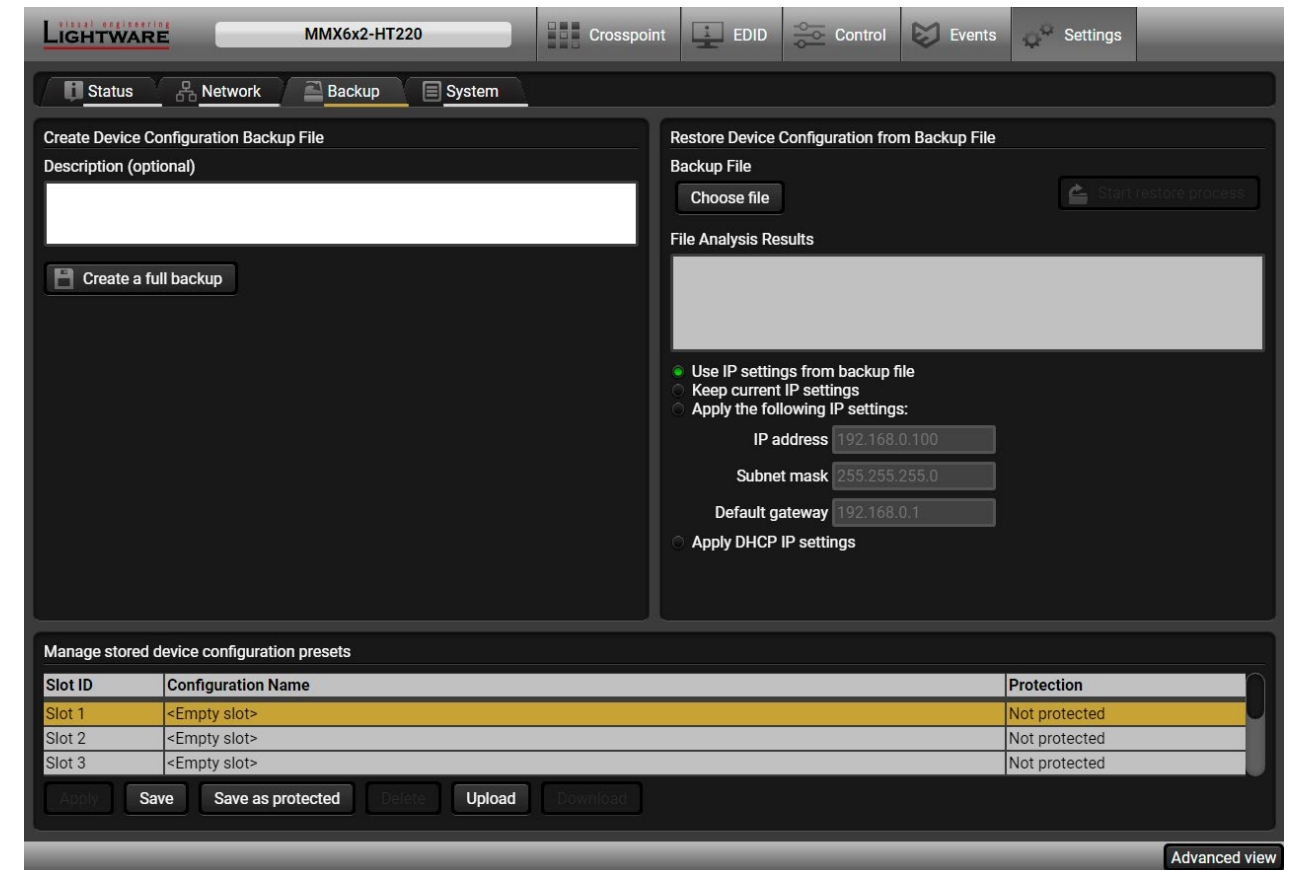 visual engineering
LIGHTWARE
MMX6x2-HT220
Crosspoint
EDID
Control
Events
Settings
Status
Network
Backup
System
Create Device Configuration Backup File
Description (optional)
Create a full backup
Restore Device Configuration from Backup File
Backup File
Choose file
Start restore process
File Analysis Results
Use IP settings from backup file
Keep current IP settings
Apply the following IP settings:
IP address 192.168.0.100
Subnet mask 255.255.255.0
Default gateway 192.168.0.1
Apply DHCP IP settings
Manage stored device configuration presets
Slot ID Configuration Name Protection
Slot 1 <Empty slot> Not protected
Slot 2 <Empty slot> Not protected
Slot 3 <Empty slot> Not protected
Apply Save Save as protected Delete Upload Download
Advanced view